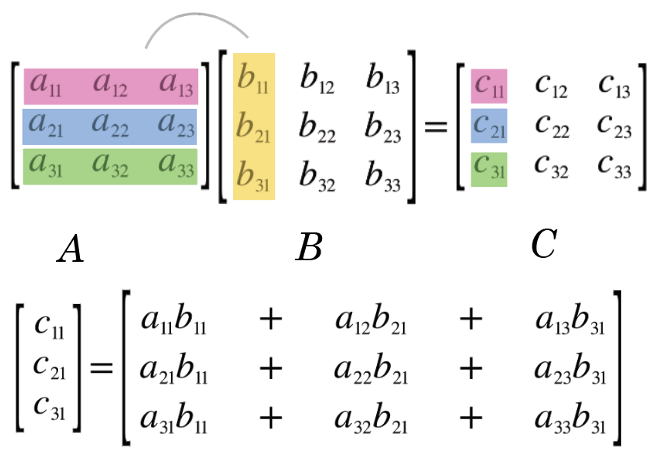 [a₁₁ a₁₂ a₁₃] [b₁₁ b₁₂ b₁₃] [c₁₁ c₁₂ c₁₃]
[a₂₁ a₂₂ a₂₃] [b₂₁ b₂₂ b₂₃] = [c₂₁ c₂₂ c₂₃]
[a₃₁ a₃₂ a₃₃] [b₃₁ b₃₂ b₃₃] [c₃₁ c₃₂ c₃₃]
A B C
[c₁₁] [a₁₁b₁₁ + a₁₂b₂₁ + a₁₃b₃₁]
[c₂₁] = [a₂₁b₁₁ + a₂₂b₂₁ + a₂₃b₃₁]
[c₃₁] [a₃₁b₁₁ + a₃₂b₂₁ + a₃₃b₃₁]